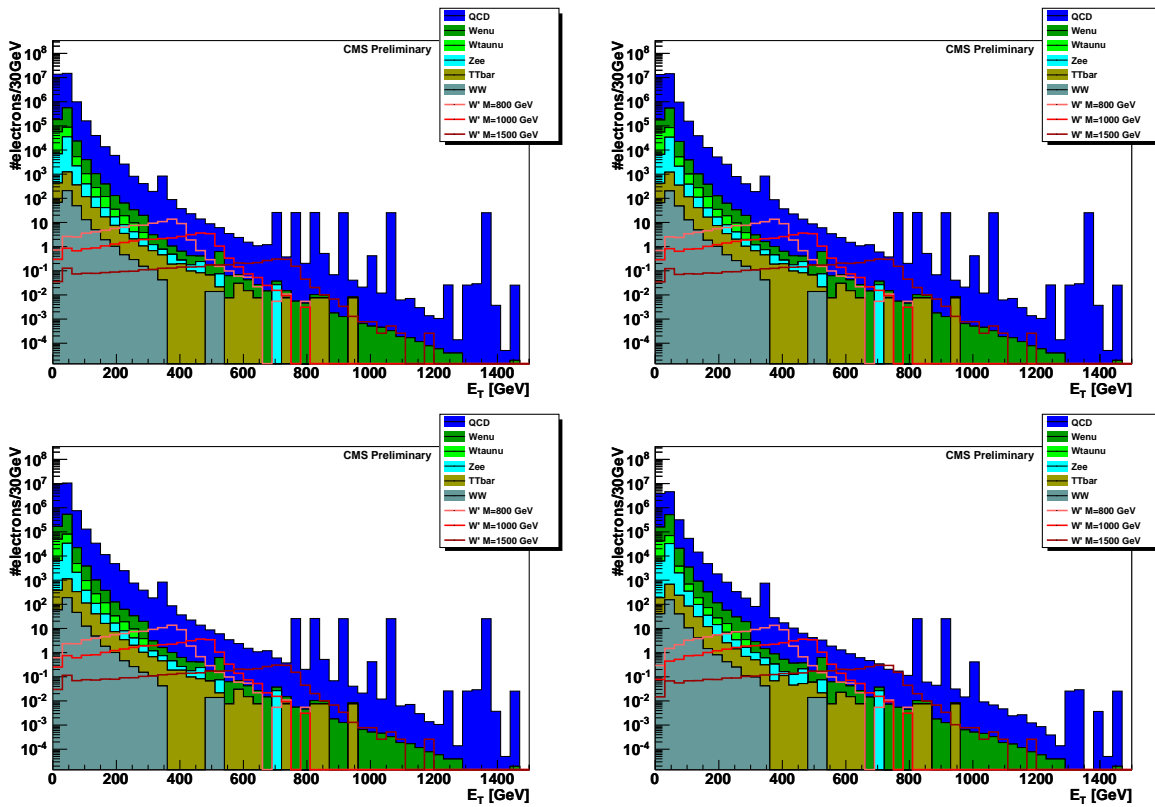 QCD
Wenu
Wtaunu
Zee
TTbar
WW
W' M=800 GeV
W' M=1000 GeV
W' M=1500 GeV
CMS Preliminary
#electrons/30GeV
10^8
10^7
10^6
10^5
10^4
10^3
10^2
10
1
10^-1
10^-2
10^-3
10^-4
0 200 400 600 800 1000 1200 1400
E_T [GeV]
QCD
Wenu
Wtaunu
Zee
TTbar
WW
W' M=800 GeV
W' M=1000 GeV
W' M=1500 GeV
CMS Preliminary
#electrons/30GeV
10^8
10^7
10^6
10^5
10^4
10^3
10^2
10
1
10^-1
10^-2
10^-3
10^-4
0 200 400 600 800 1000 1200 1400
E_T [GeV]
QCD
Wenu
Wtaunu
Zee
TTbar
WW
W' M=800 GeV
W' M=1000 GeV
W' M=1500 GeV
CMS Preliminary
#electrons/30GeV
10^8
10^7
10^6
10^5
10^4
10^3
10^2
10
1
10^-1
10^-2
10^-3
10^-4
0 200 400 600 800 1000 1200 1400
E_T [GeV]
QCD
Wenu
Wtaunu
Zee
TTbar
WW
W' M=800 GeV
W' M=1000 GeV
W' M=1500 GeV
CMS Preliminary
#electrons/30GeV
10^8
10^7
10^6
10^5
10^4
10^3
10^2
10
1
10^-1
10^-2
10^-3
10^-4
0 200 400 600 800 1000 1200 1400
E_T [GeV]